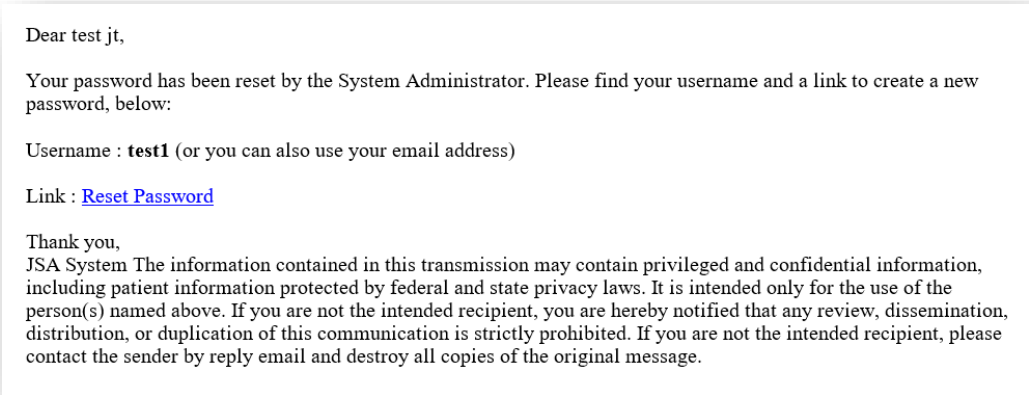 Dear test jt,
Your password has been reset by the System Administrator. Please find your username and a link to create a new
password, below:
Username : test1 (or you can also use your email address)
Link : Reset Password
Thank you,
JSA System The information contained in this transmission may contain privileged and confidential information,
including patient information protected by federal and state privacy laws. It is intended only for the use of the
person(s) named above. If you are not the intended recipient, you are hereby notified that any review, dissemination,
distribution, or duplication of this communication is strictly prohibited. If you are not the intended recipient, please
contact the sender by reply email and destroy all copies of the original message.